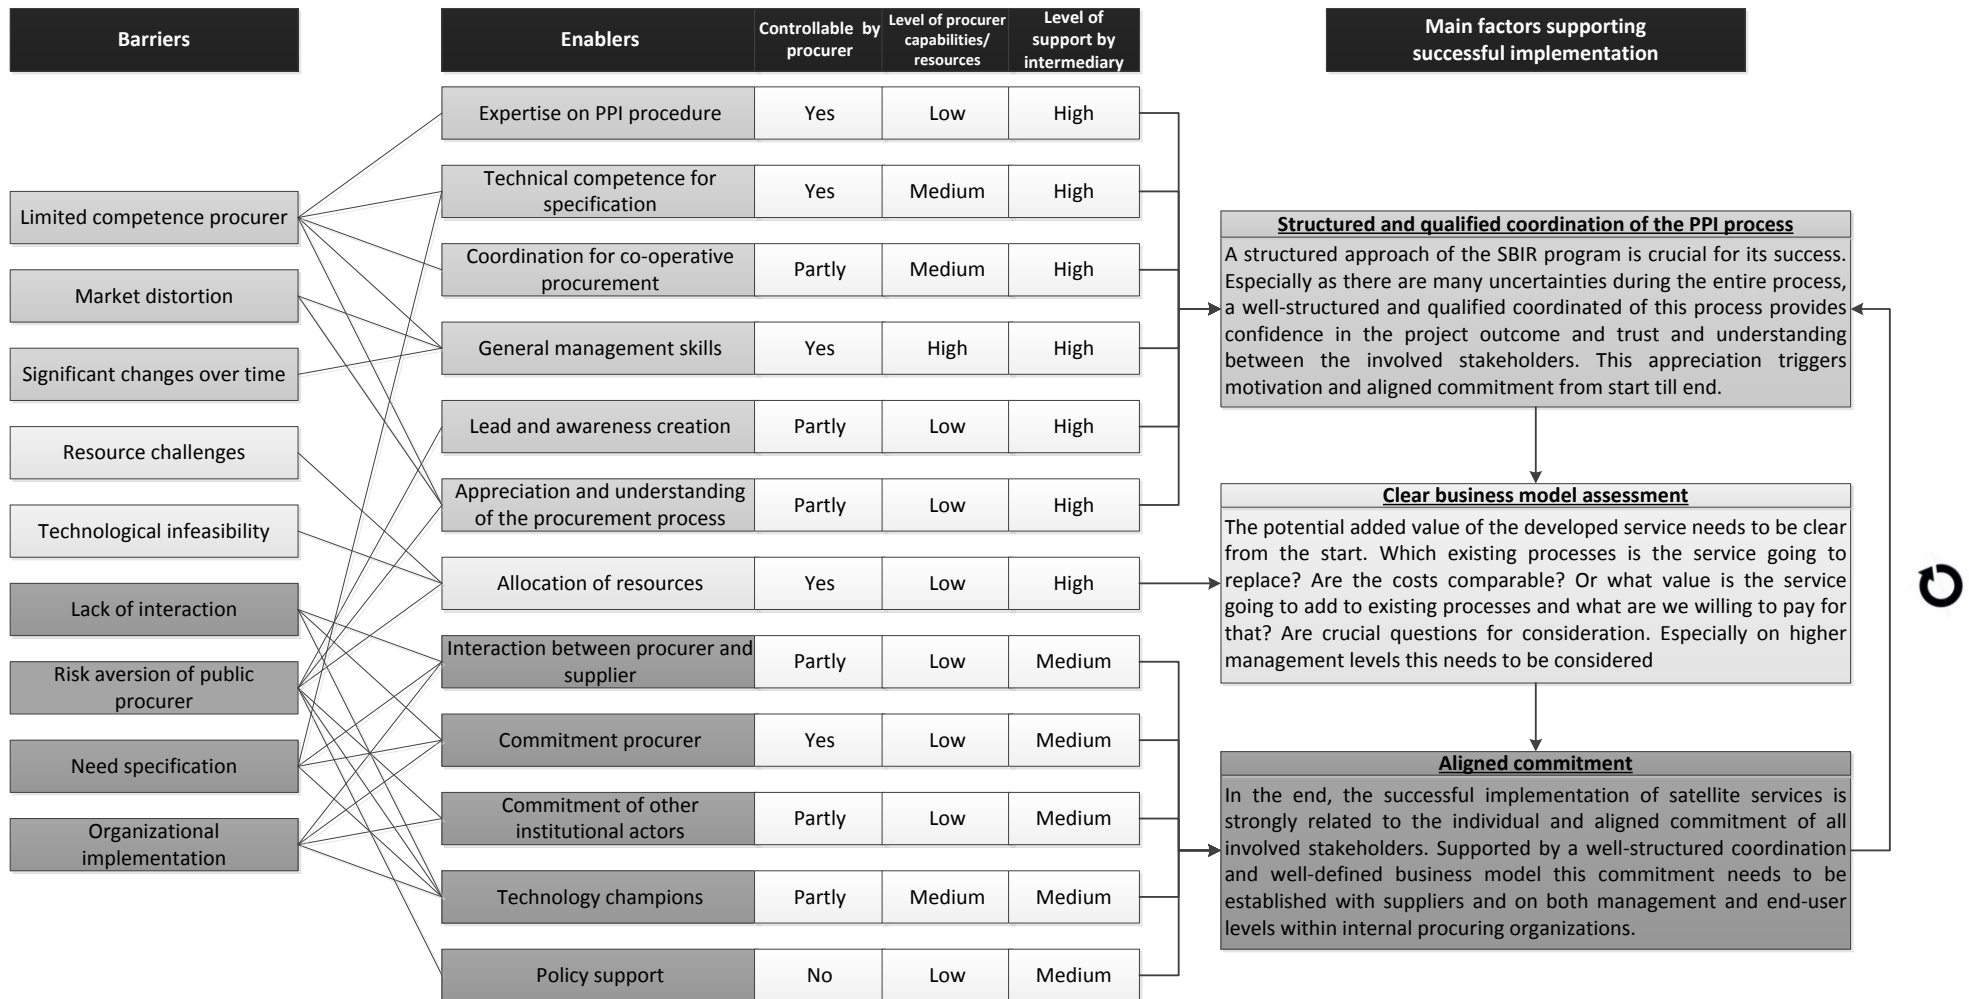 Barriers
Enablers
Controllable by
procurer
Level of procurer
capabilities/
resources
Level of
support by
intermediary
Main factors supporting
successful implementation
Limited competence procurer
Market distortion
Significant changes over time
Resource challenges
Technological infeasibility
Lack of interaction
Risk aversion of public
procurer
Need specification
Organizational
implementation
Expertise on PPI procedure
Yes
Low
High
Technical competence for
specification
Yes
Medium
High
Coordination for co-operative
procurement
Partly
Medium
High
General management skills
Yes
High
High
Lead and awareness creation
Partly
Low
High
Appreciation and understanding
of the procurement process
Partly
Low
High
Allocation of resources
Yes
Low
High
Interaction between procurer and
supplier
Partly
Low
Medium
Commitment procurer
Yes
Low
Medium
Commitment of other
institutional actors
Partly
Low
Medium
Technology champions
Partly
Medium
Medium
Policy support
No
Low
Medium
Structured and qualified coordination of the PPI process
A structured approach of the SBIR program is crucial for its success.
Especially as there are many uncertainties during the entire process,
a well-structured and qualified coordinated of this process provides
confidence in the project outcome and trust and understanding
between the involved stakeholders. This appreciation triggers
motivation and aligned commitment from start till end.
Clear business model assessment
The potential added value of the developed service needs to be clear
from the start. Which existing processes is the service going to
replace? Are the costs comparable? Or what value is the service
going to add to existing processes and what are we willing to pay for
that? Are crucial questions for consideration. Especially on higher
management levels this needs to be considered
Aligned commitment
In the end, the successful implementation of satellite services is
strongly related to the individual and aligned commitment of all
involved stakeholders. Supported by a well-structured coordination
and well-defined business model this commitment needs to be
established with suppliers and on both management and end-user
levels within internal procuring organizations.